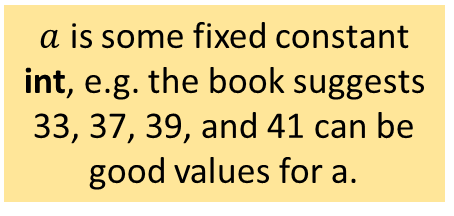 a is some fixed constant
int, e.g. the book suggests
33, 37, 39, and 41 can be
good values for a.